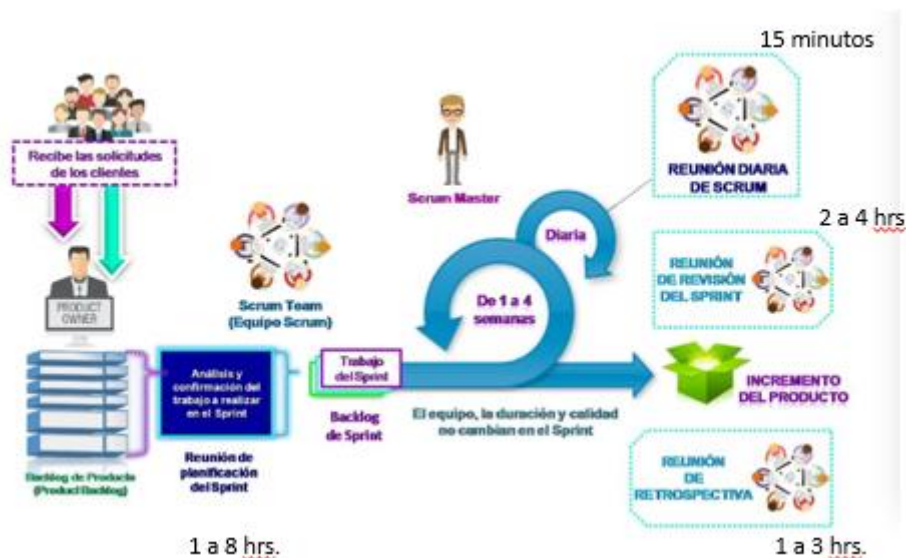 15 minutos
Recibe las solicitudes
de los clientes
Scrum Master
REUNIÓN DIARIA
DE SCRUM
2 a 4 hrs
Diaria
REUNIÓN
DE REVISIÓN
DEL SPRINT
PRODUCT
OWNER
Scrum Team
(Equipo Scrum)
De 1 a 4
semanas
Análisis y
confirmación del
trabajo a realizar
en el Sprint
Trabajo
del Sprint
INCREMENTO
DEL PRODUCTO
Backlog
de Sprint
El equipo, la duración y calidad
no cambian en el Sprint
Reunión de
planificación
del Sprint
Backlog de Producto
(Product Backlog)
REUNIÓN
DE
RETROSPECTIVA
1 a 8 hrs.
1 a 3 hrs.